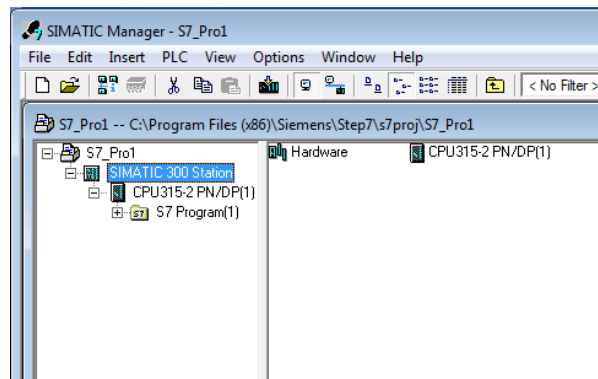 SIMATIC Manager - S7_Pro1
File Edit Insert PLC View Options Window Help
< No Filter >
S7_Pro1 -- C:\Program Files (x86)\Siemens\Step7\s7proj\S7_Pro1
S7_Pro1
SIMATIC 300 Station
CPU315-2 PN/DP(1)
S7 Program(1)
Hardware CPU315-2 PN/DP(1)